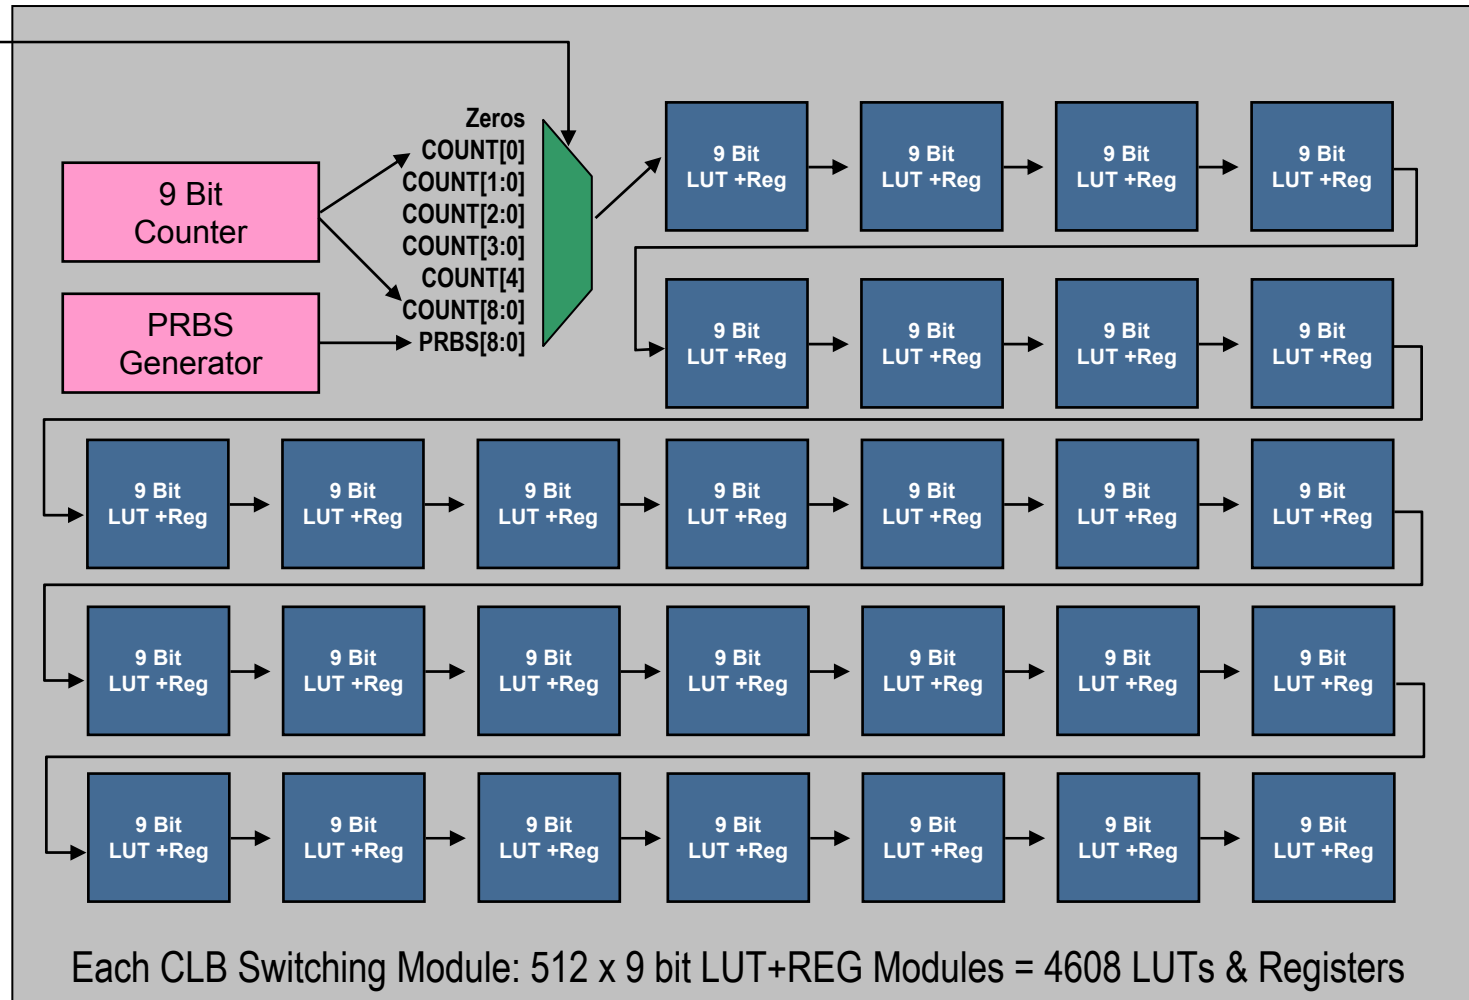 Zeros
COUNT[0]
COUNT[1:0]
COUNT[2:0]
COUNT[3:0]
COUNT[4]
COUNT[8:0]
PRBS[8:0]
9 Bit
Counter
PRBS
Generator
9 Bit
LUT +Reg
9 Bit
LUT +Reg
9 Bit
LUT +Reg
9 Bit
LUT +Reg
9 Bit
LUT +Reg
9 Bit
LUT +Reg
9 Bit
LUT +Reg
9 Bit
LUT +Reg
9 Bit
LUT +Reg
9 Bit
LUT +Reg
9 Bit
LUT +Reg
9 Bit
LUT +Reg
9 Bit
LUT +Reg
9 Bit
LUT +Reg
9 Bit
LUT +Reg
9 Bit
LUT +Reg
9 Bit
LUT +Reg
9 Bit
LUT +Reg
9 Bit
LUT +Reg
9 Bit
LUT +Reg
9 Bit
LUT +Reg
9 Bit
LUT +Reg
9 Bit
LUT +Reg
9 Bit
LUT +Reg
9 Bit
LUT +Reg
9 Bit
LUT +Reg
9 Bit
LUT +Reg
9 Bit
LUT +Reg
9 Bit
LUT +Reg
Each CLB Switching Module: 512 x 9 bit LUT+REG Modules = 4608 LUTs & Registers